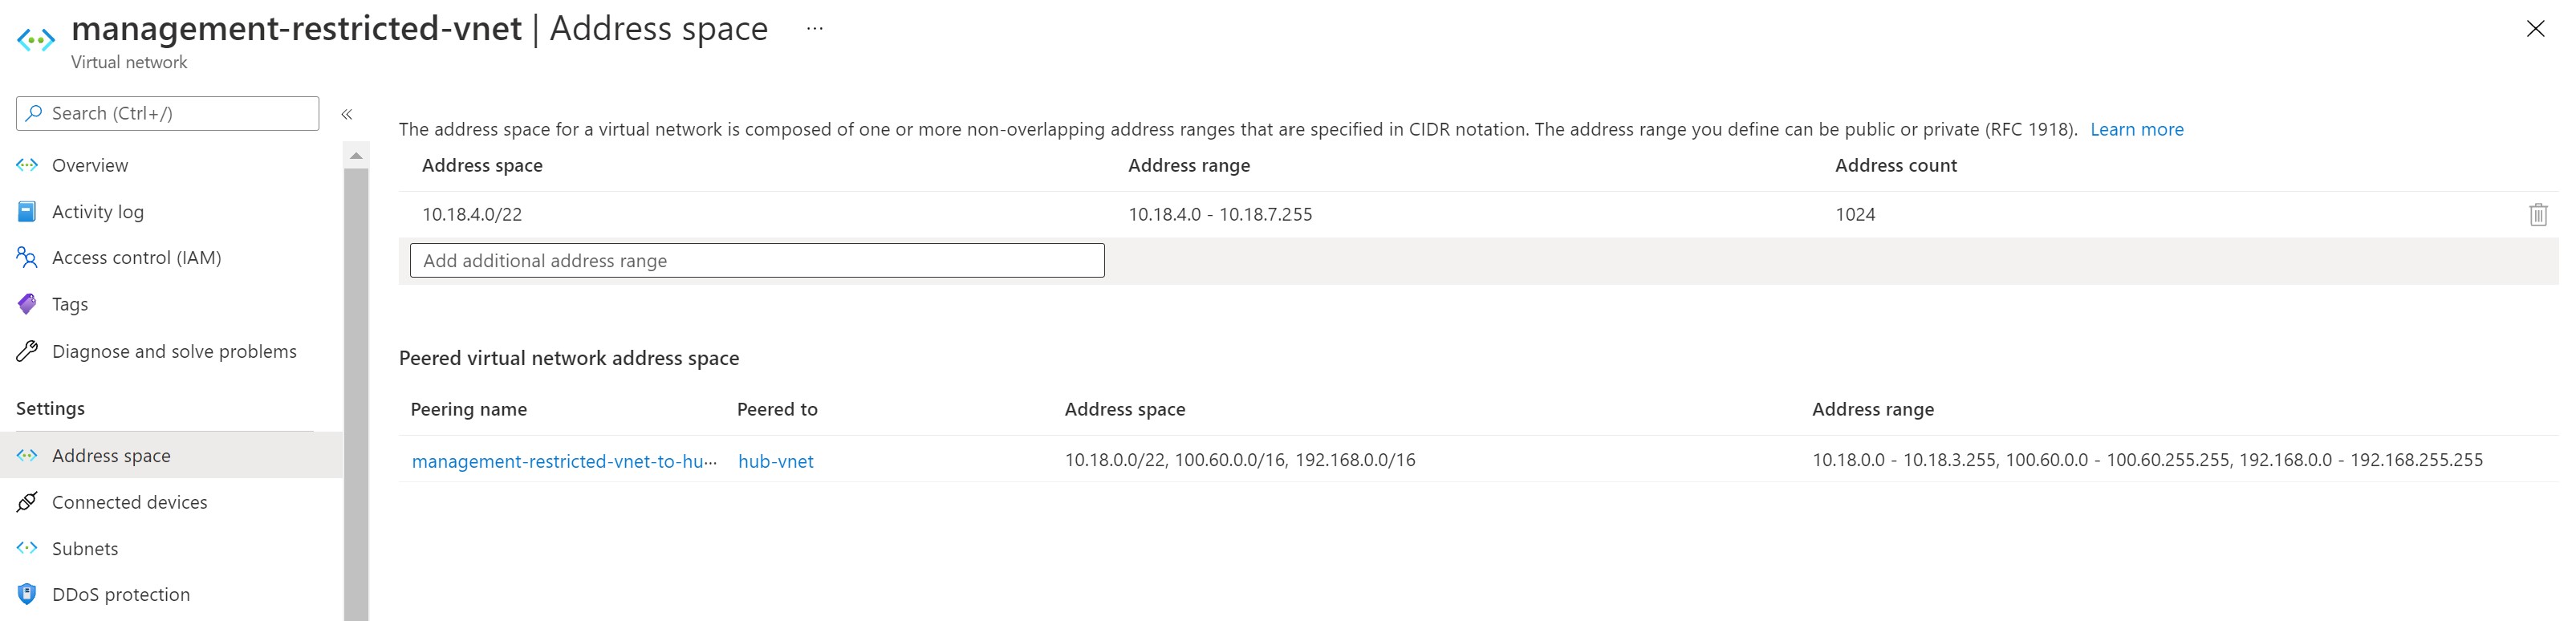 management-restricted-vnet | Address space ...
Virtual network
Search (Ctrl+/)
«
Overview
Activity log
Access control (IAM)
Tags
Diagnose and solve problems
Settings
Address space
Connected devices
Subnets
DDoS protection
The address space for a virtual network is composed of one or more non-overlapping address ranges that are specified in CIDR notation. The address range you define can be public or private (RFC 1918). Learn more
Address space Address range Address count
10.18.4.0/22 10.18.4.0 - 10.18.7.255 1024
Add additional address range
Peered virtual network address space
Peering name Peered to Address space Address range
management-restricted-vnet-to-hu... hub-vnet 10.18.0.0/22, 100.60.0.0/16, 192.168.0.0/16 10.18.0.0 - 10.18.3.255, 100.60.0.0 - 100.60.255.255, 192.168.0.0 - 192.168.255.255